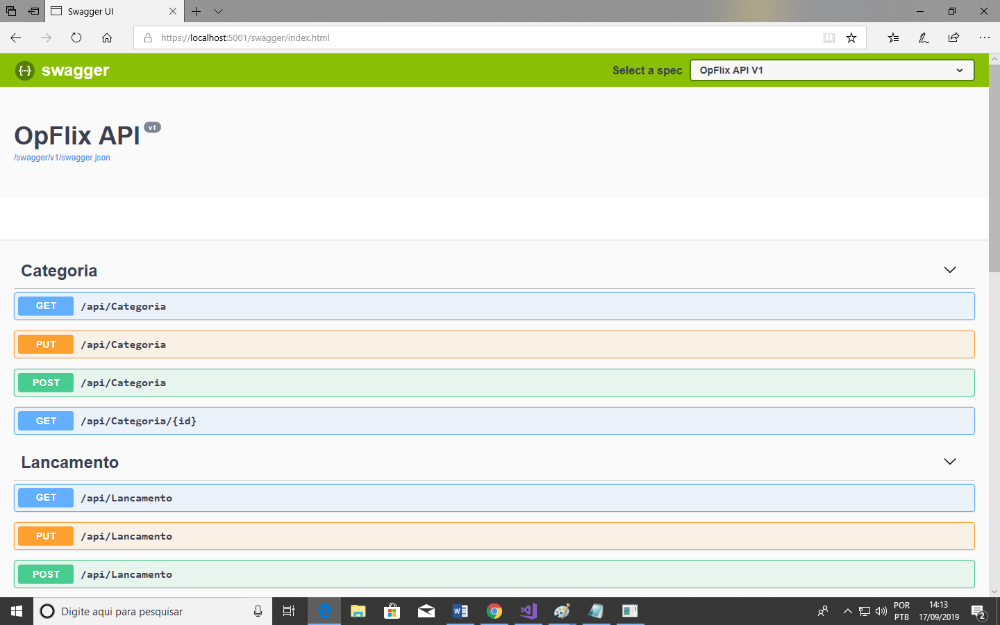 Swagger UI
https://localhost:5001/swagger/index.html
{···} swagger
Select a spec
OpFlix API V1
OpFlix API v1
/swagger/v1/swagger.json
Categoria
GET /api/Categoria
PUT /api/Categoria
POST /api/Categoria
GET /api/Categoria/{id}
Lancamento
GET /api/Lancamento
PUT /api/Lancamento
POST /api/Lancamento
Digite aqui para pesquisar
POR
PTB
14:13
17/09/2019
2